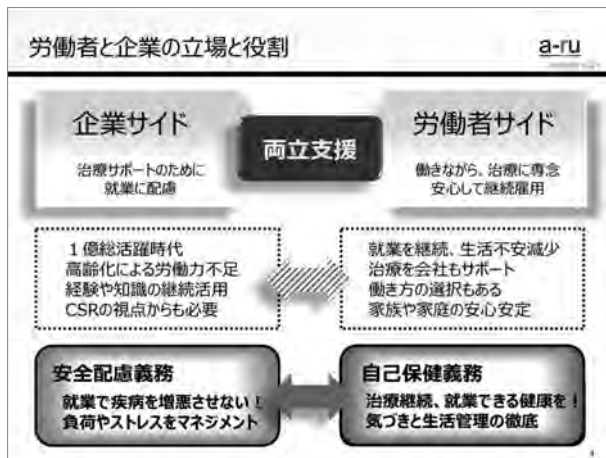 労働者と企業の立場と役割
a-ru
企業サイド
治療サポートのために
就業に配慮
両立支援
労働者サイド
働きながら、治療に専念
安心して継続雇用
1億総活躍時代
高齢化による労働力不足
経験や知識の継続活用
CSRの視点からも必要
就業を継続、生活不安減少
治療を会社もサポート
働き方の選択もある
家族や家庭の安心安定
安全配慮義務
就業で疾病を増悪させない!
負荷やストレスをマネジメント
自己保健義務
治療継続、就業できる健康を!
気づきと生活管理の徹底